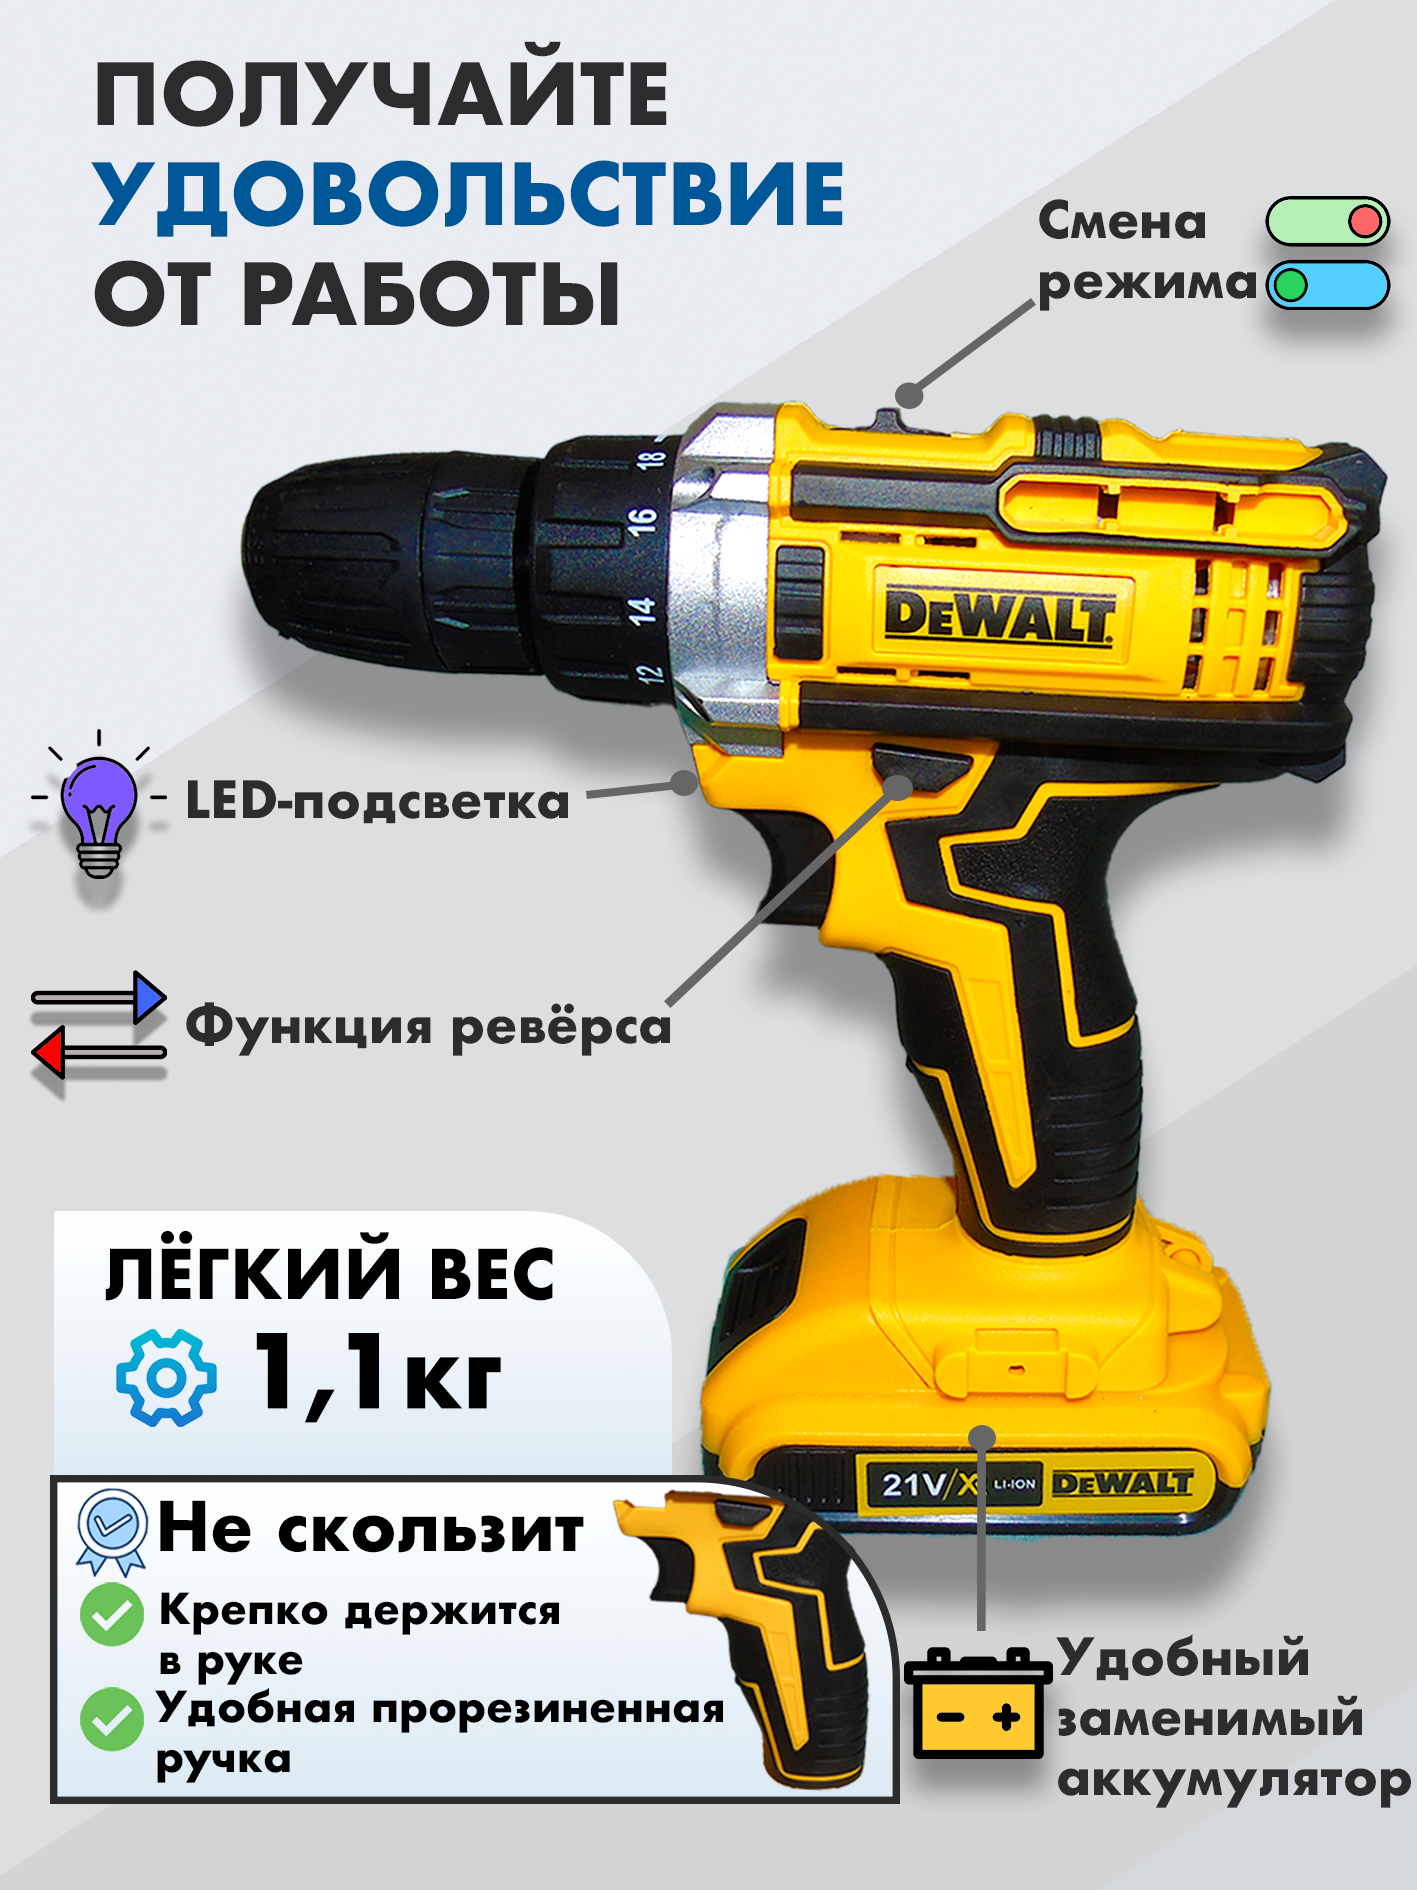 ПОЛУЧАЙТЕ
УДОВОЛЬСТВИЕ
ОТ РАБОТЫ
Смена
режима
18
16
14
12
DEWALT
LED-подсветка
Функция ревёрса
ЛЁГКИЙ ВЕС
1,1кг
21V/X LI-ION DEWALT
Не скользит
Крепко держится
в руке
Удобная прорезиненная
ручка
Удобный
заменимый
аккумулятор